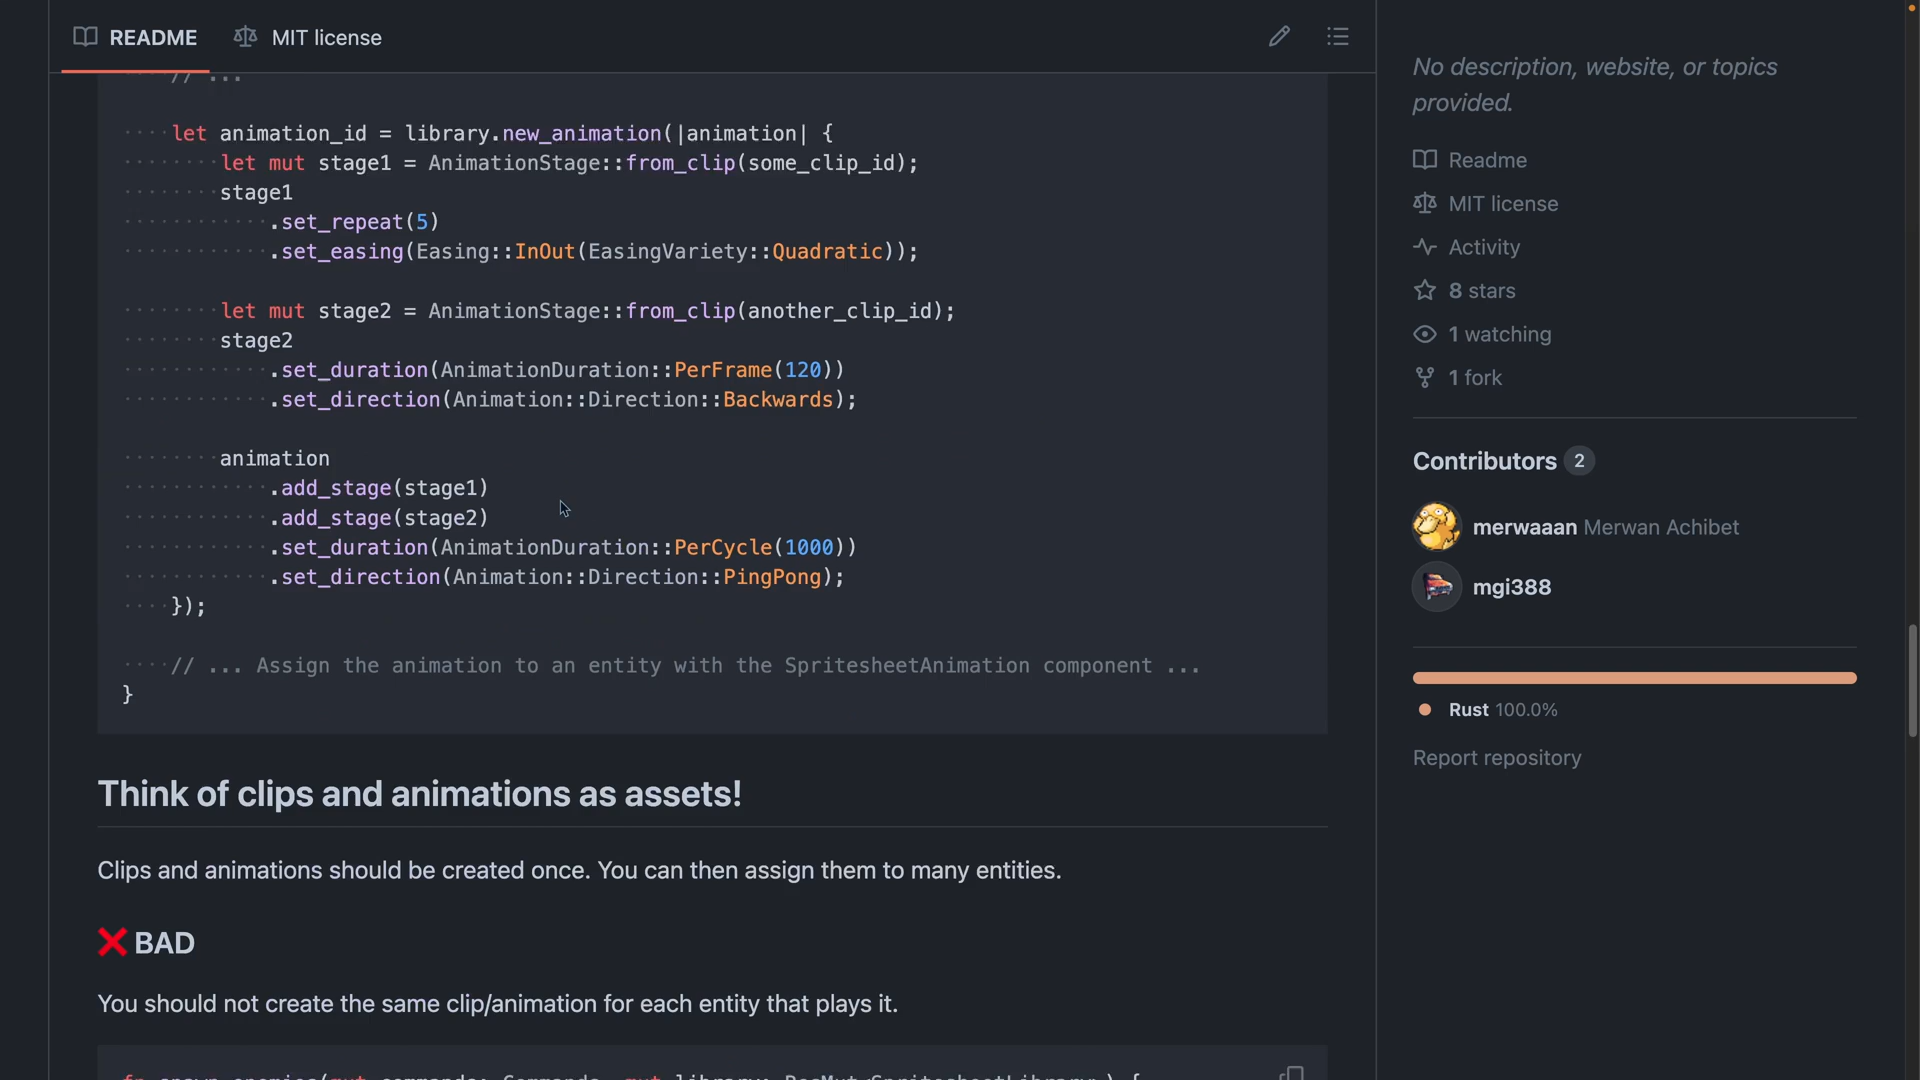 README
MIT license
// ...
let animation_id = library.new_animation(|animation| {
let mut stage1 = AnimationStage::from_clip(some_clip_id);
stage1
.set_repeat(5)
.set_easing(Easing::InOut(EasingVariety::Quadratic));
let mut stage2 = AnimationStage::from_clip(another_clip_id);
stage2
.set_duration(AnimationDuration::PerFrame(120))
.set_direction(Animation::Direction::Backwards);
animation
.add_stage(stage1)
.add_stage(stage2)
.set_duration(AnimationDuration::PerCycle(1000))
.set_direction(Animation::Direction::PingPong);
});
// ... Assign the animation to an entity with the SpritesheetAnimation component ...
}
Think of clips and animations as assets!
Clips and animations should be created once. You can then assign them to many entities.
❌ BAD
You should not create the same clip/animation for each entity that plays it.
No description, website, or topics
provided.
Readme
MIT license
Activity
8 stars
1 watching
1 fork
Contributors 2
merwaaan Merwan Achibet
mgi388
Rust 100.0%
Report repository